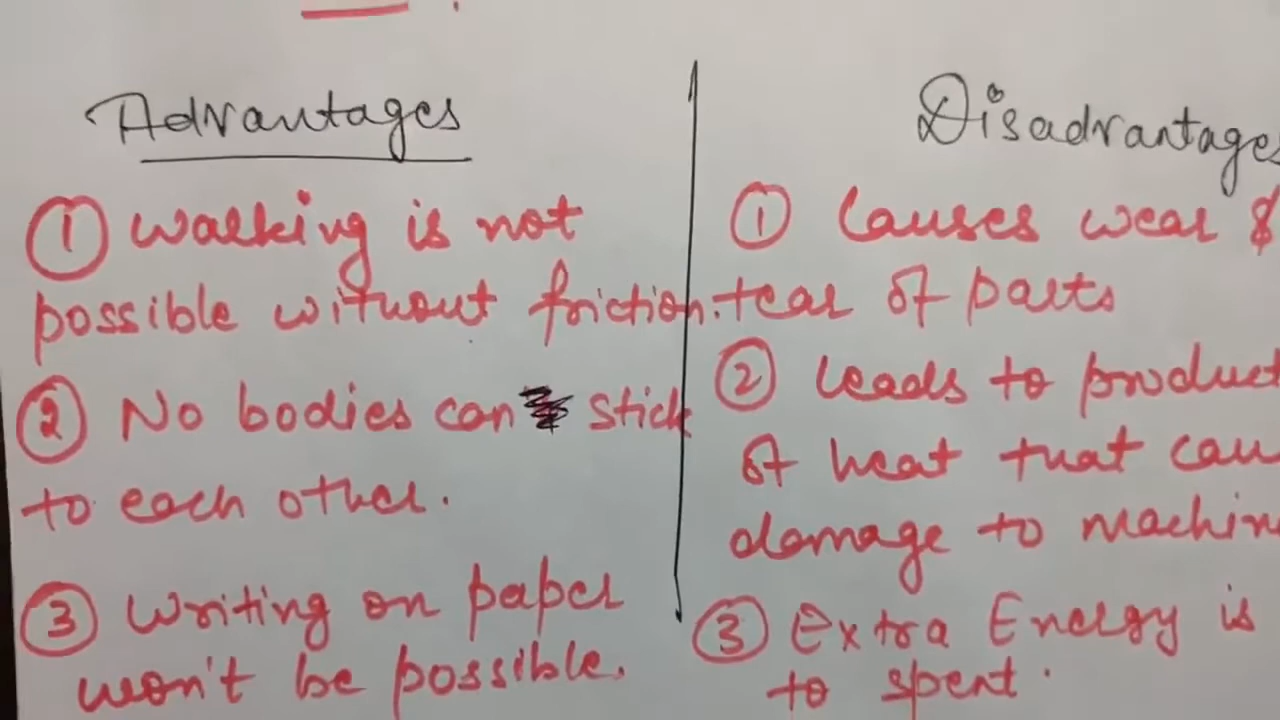 Advantages
① Walking is not
possible without friction.
② No bodies can stick
to each other.
③ Writing on paper
won't be possible.
Disadvantages
① Causes wear &
tear of parts
② Leads to product
of heat that cau
damage to machin
③ Extra Energy is
to spent.